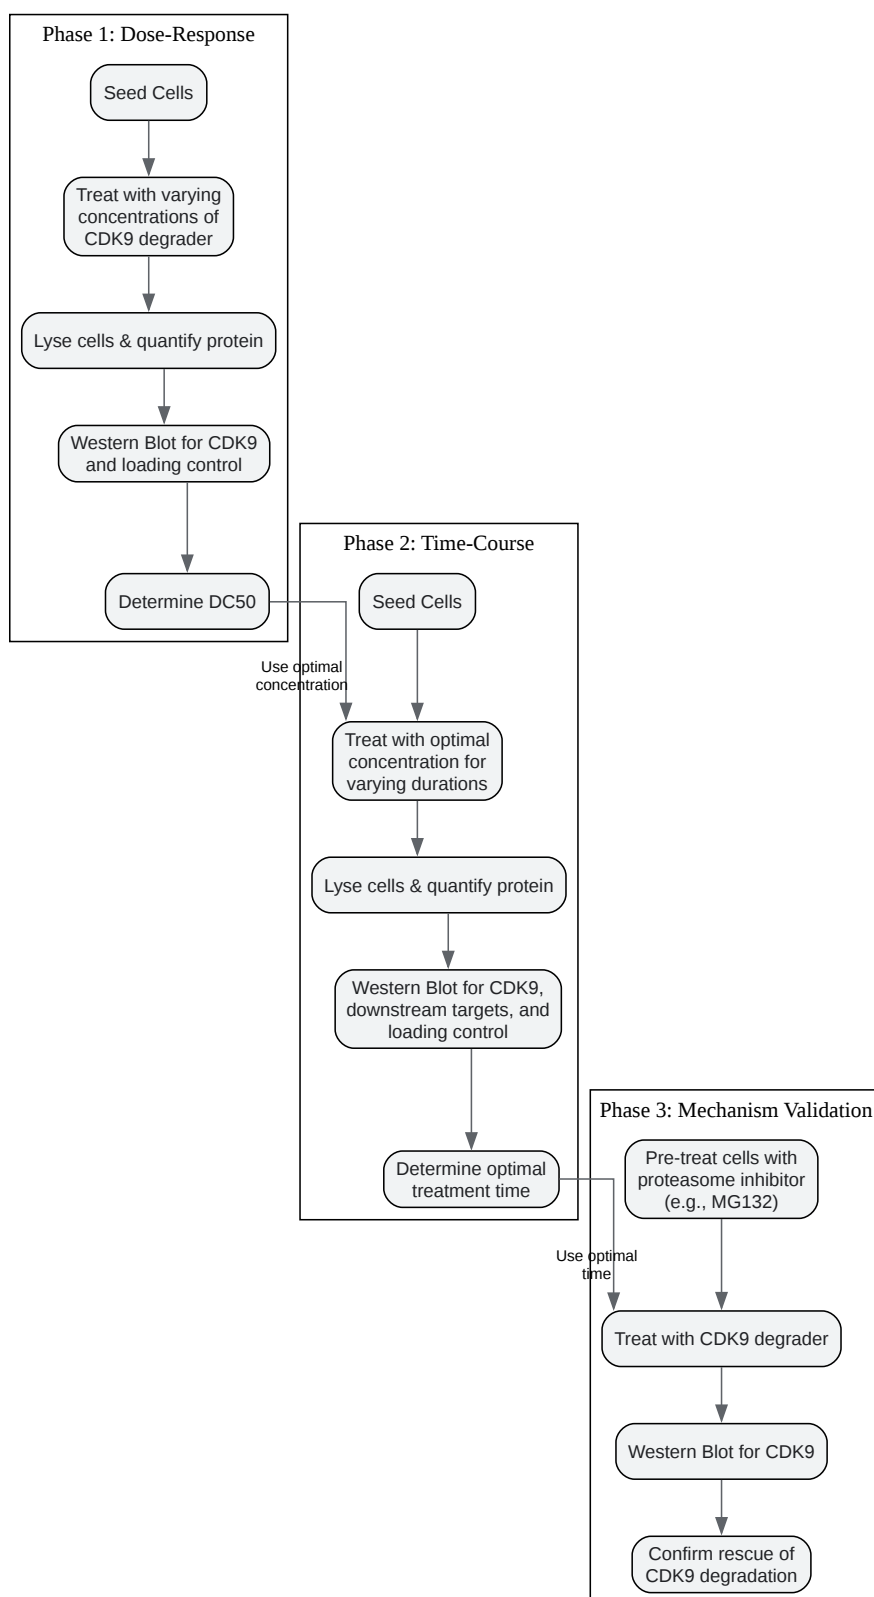 Phase 1: Dose-Response
Seed Cells
Treat with varying
concentrations of
CDK9 degrader
Lyse cells & quantify protein
Western Blot for CDK9
and loading control
Determine DC50
Use optimal
concentration
Phase 2: Time-Course
Seed Cells
Treat with optimal
concentration for
varying durations
Lyse cells & quantify protein
Western Blot for CDK9,
downstream targets, and
loading control
Determine optimal
treatment time
Use optimal
time
Phase 3: Mechanism Validation
Pre-treat cells with
proteasome inhibitor
(e.g., MG132)
Treat with CDK9 degrader
Western Blot for CDK9
Confirm rescue of
CDK9 degradation